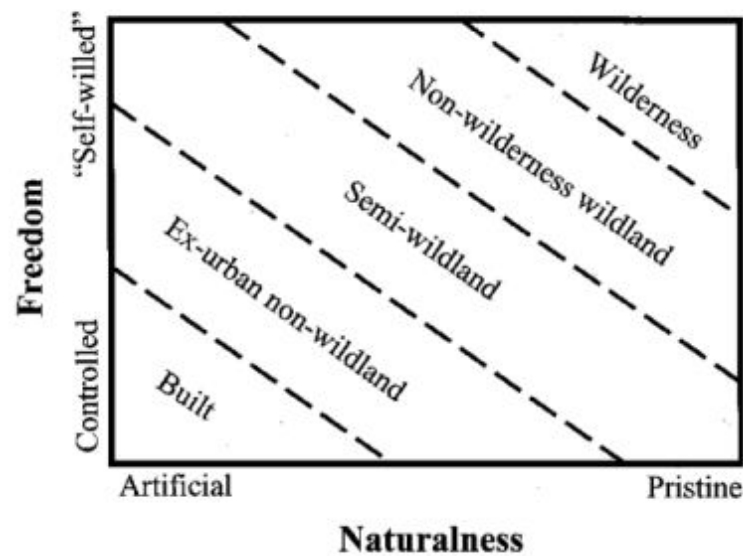 Freedom
"Self-willed"
Controlled
Wilderness
Non-wilderness wildland
Semi-wildland
Ex-urban non-wildland
Built
Artificial
Pristine
Naturalness